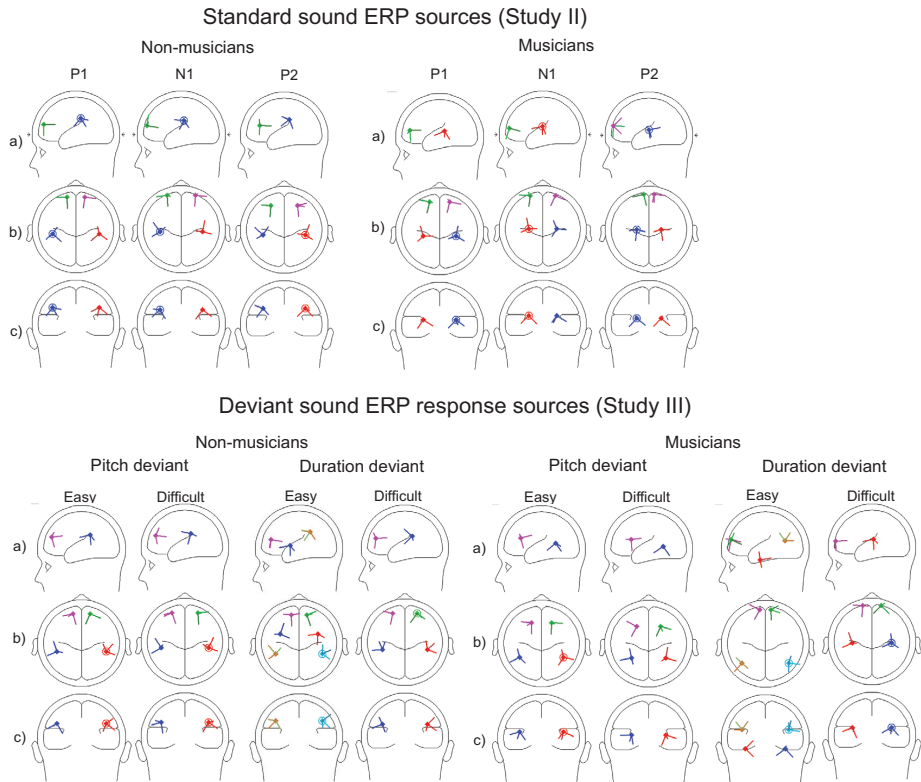 Standard sound ERP sources (Study II)
Non-musicians
Musicians
P1 N1 P2
P1 N1 P2
a)
a)
b)
b)
c)
c)
Deviant sound ERP response sources (Study III)
Non-musicians
Musicians
Pitch deviant Duration deviant
Pitch deviant Duration deviant
Easy Difficult Easy Difficult
Easy Difficult Easy Difficult
a)
a)
b)
b)
c)
c)